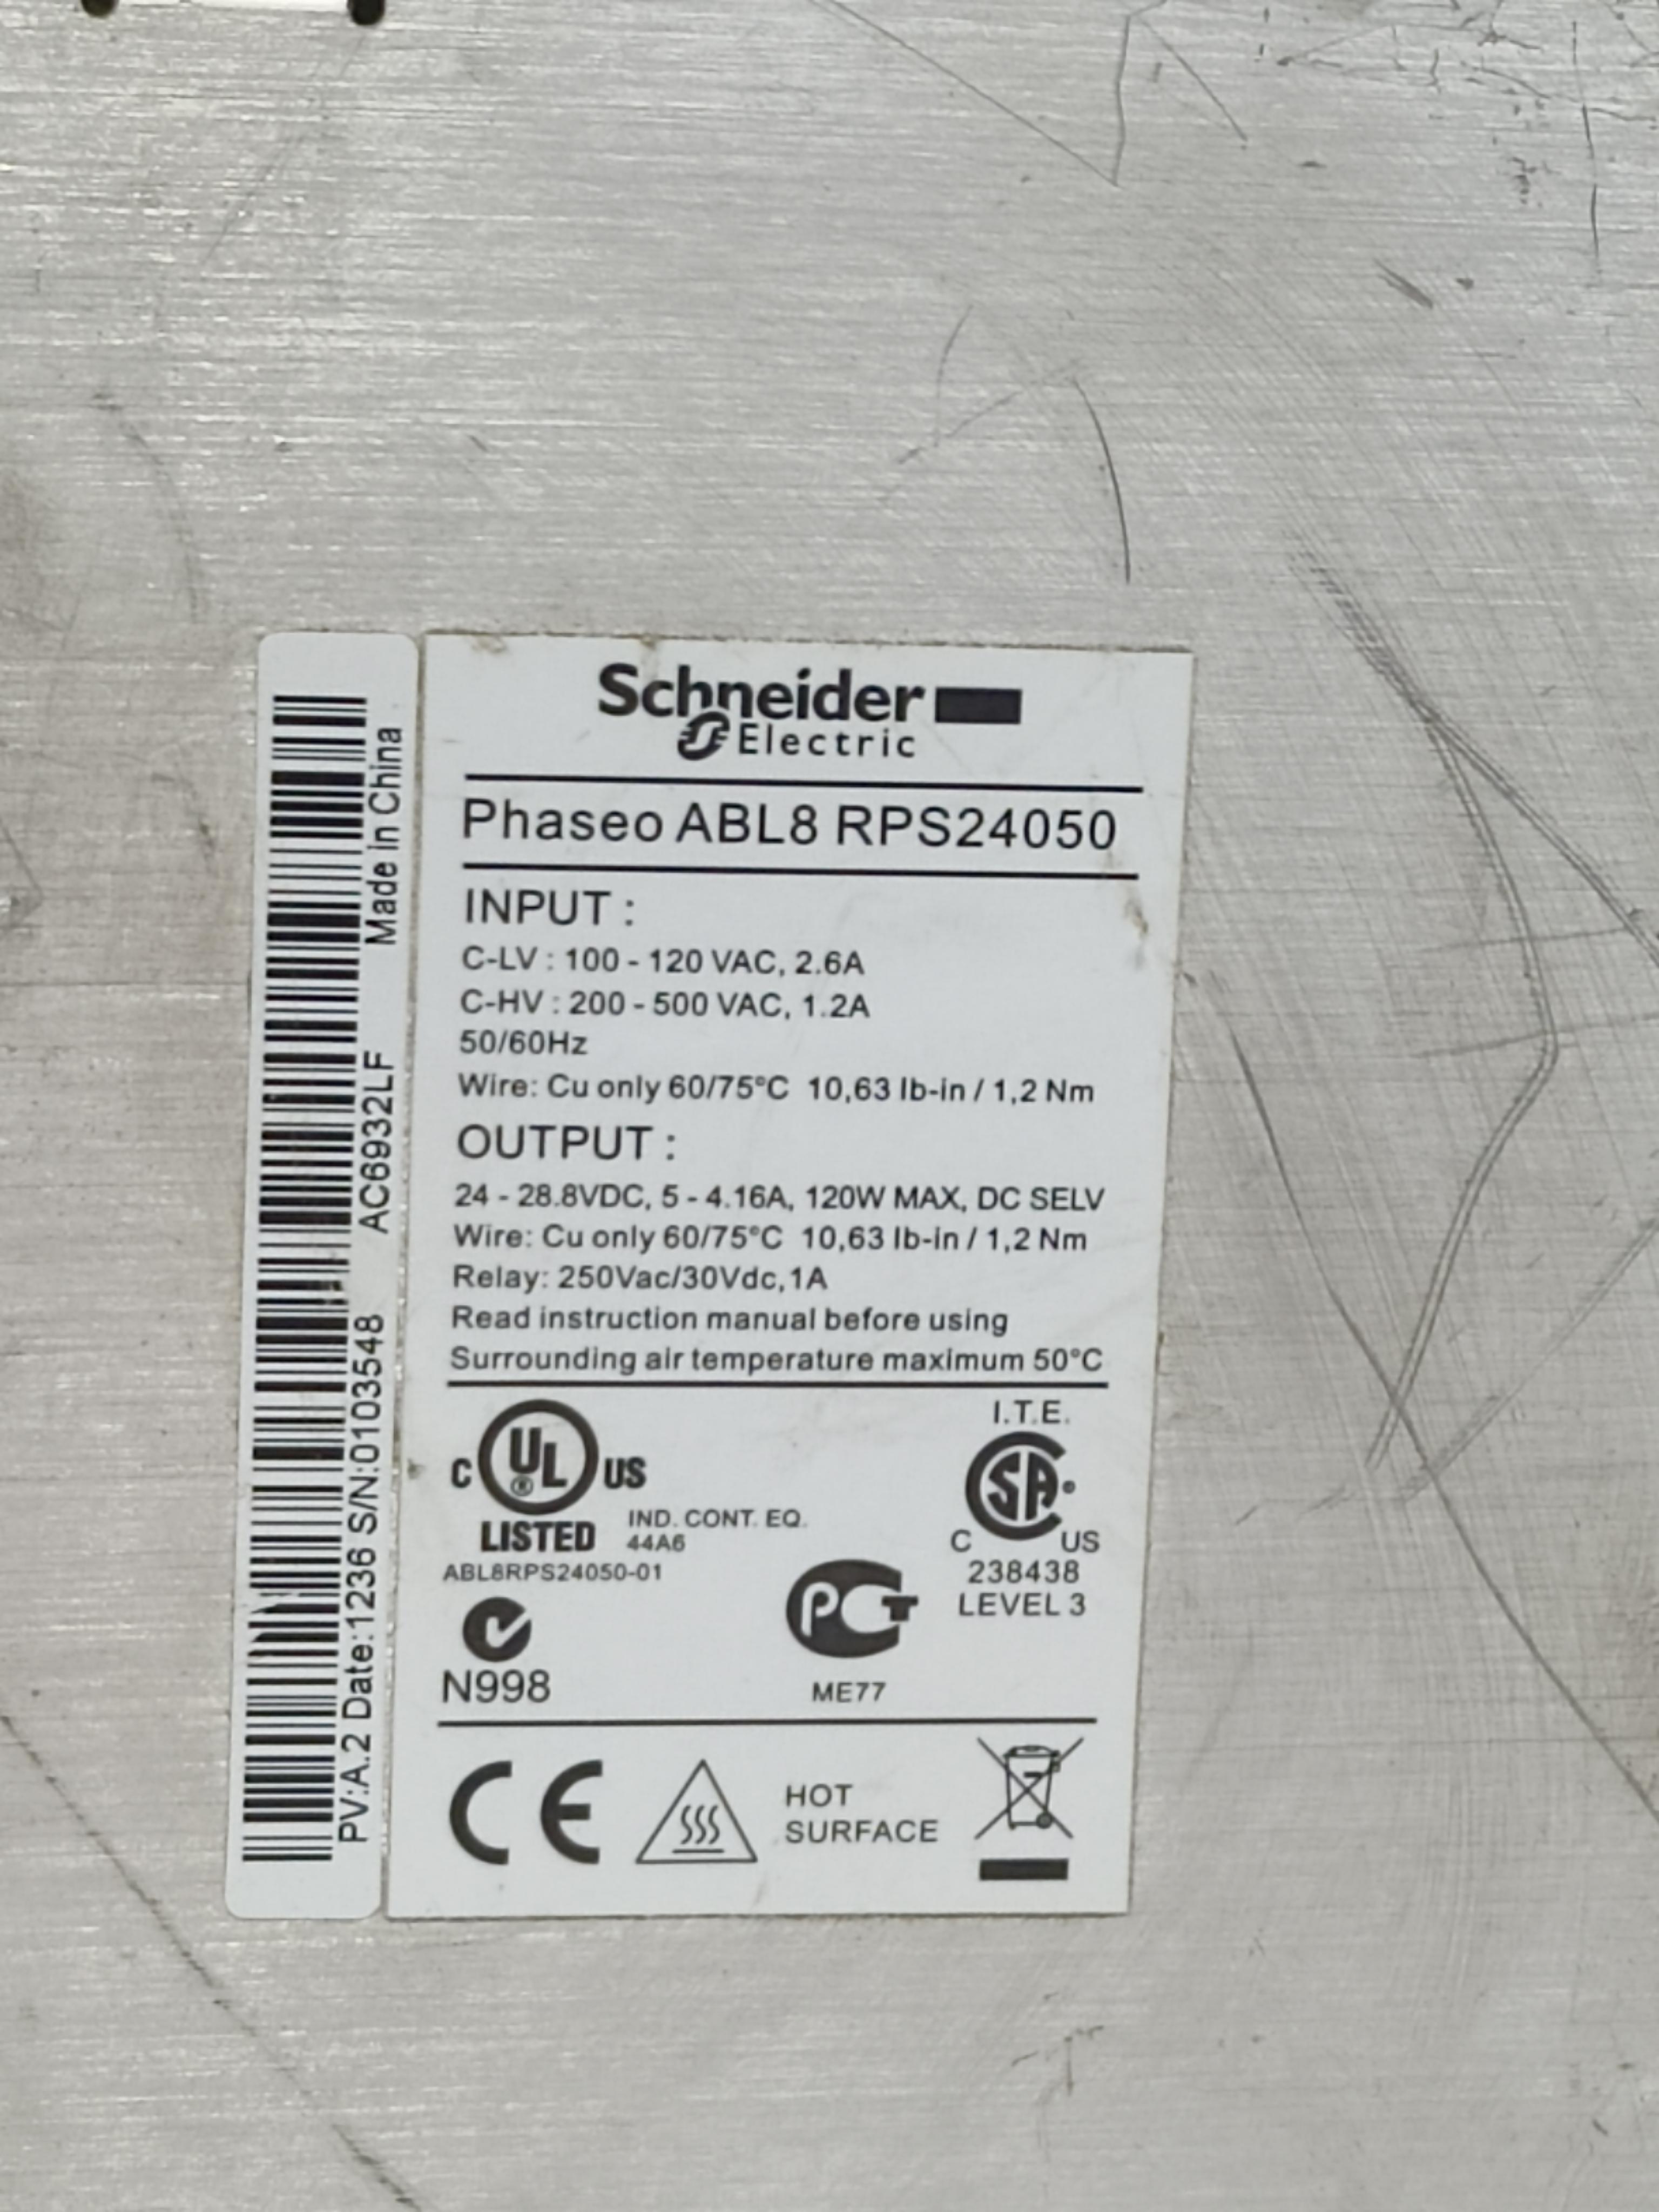 Schneider
Electric
Phaseo ABL8 RPS24050
INPUT :
C-LV : 100 - 120 VAC, 2.6A
C-HV : 200 - 500 VAC, 1.2A
50/60Hz
Wire: Cu only 60/75°C 10,63 lb-in / 1,2 Nm
OUTPUT :
24 - 28.8VDC, 5 - 4.16A, 120W MAX, DC SELV
Wire: Cu only 60/75°C 10,63 lb-in / 1,2 Nm
Relay: 250Vac/30Vdc,1A
Read instruction manual before using
Surrounding air temperature maximum 50°C
C UL ® US
LISTED
IND. CONT. EQ.
44A6
ABL8RPS24050-01
N998
PCT
ME77
I.T.E.
SA ®
C US
238438
LEVEL 3
CE
HOT
SURFACE
PV:A.2 Date:1236 S/N:0103548 AC6932LF Made in China